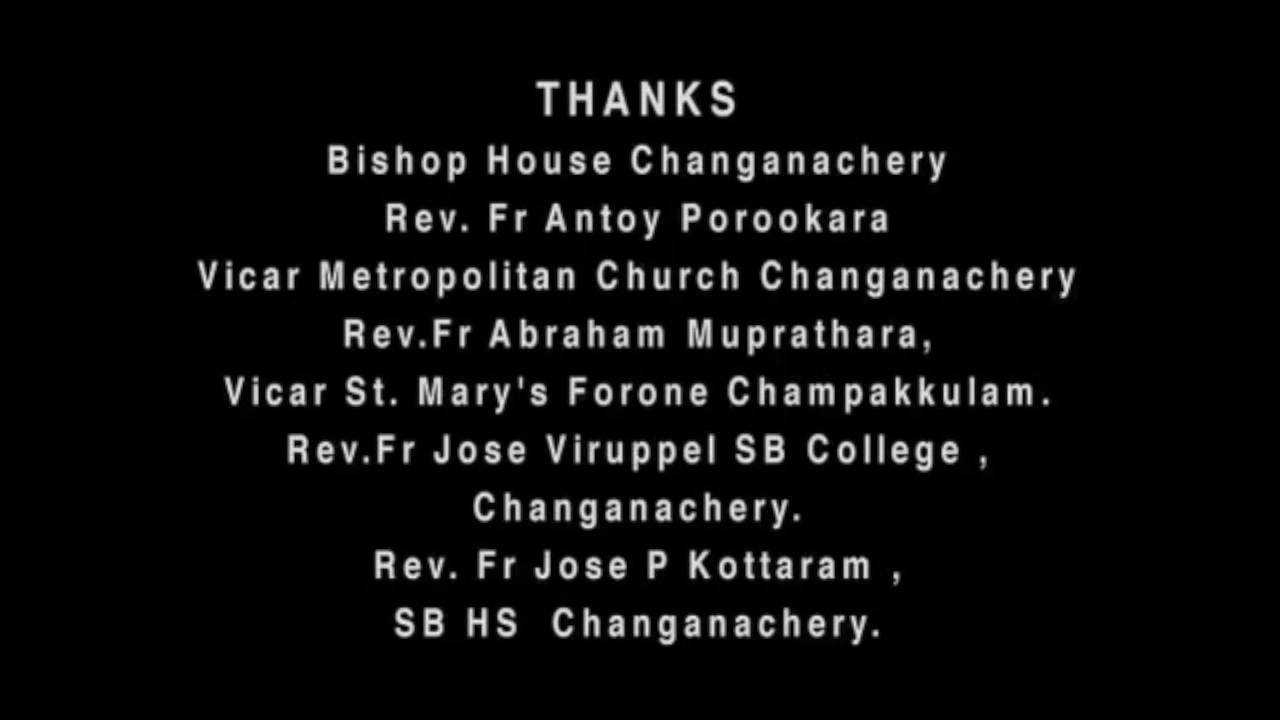 THANKS
Bishop House Changanachery
Rev. Fr Antoy Porookara
Vicar Metropolitan Church Changanachery
Rev.Fr Abraham Muprathara,
Vicar St. Mary's Forone Champakkulam.
Rev.Fr Jose Viruppel SB College ,
Changanachery.
Rev. Fr Jose P Kottaram ,
SB HS  Changanachery.